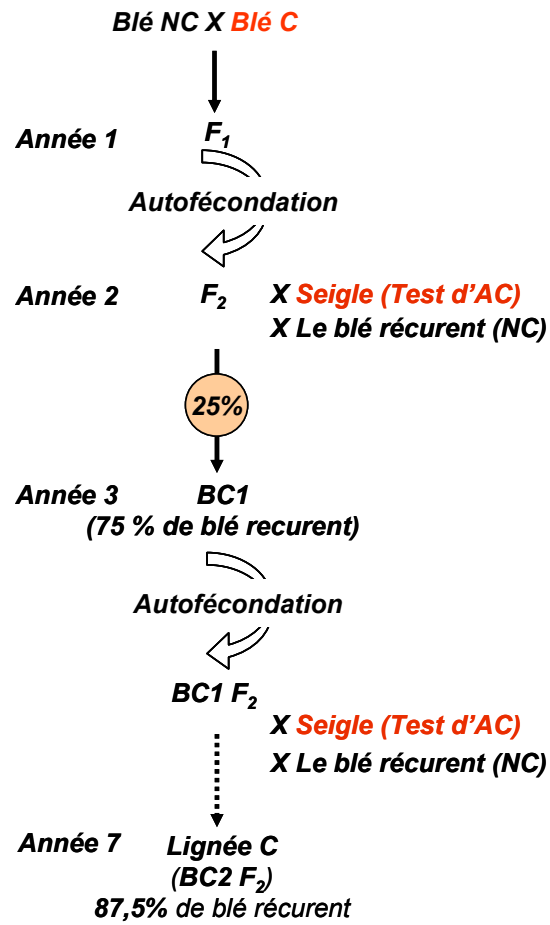 Blé NC X Blé C
Année 1 F₁
Autofécondation
Année 2 F₂ X Seigle (Test d'AC)
X Le blé récurent (NC)
25%
Année 3 BC1
(75 % de blé recurent)
Autofécondation
BC1 F₂
X Seigle (Test d'AC)
X Le blé récurent (NC)
Année 7 Lignée C
(BC2 F₂)
87,5% de blé récurent